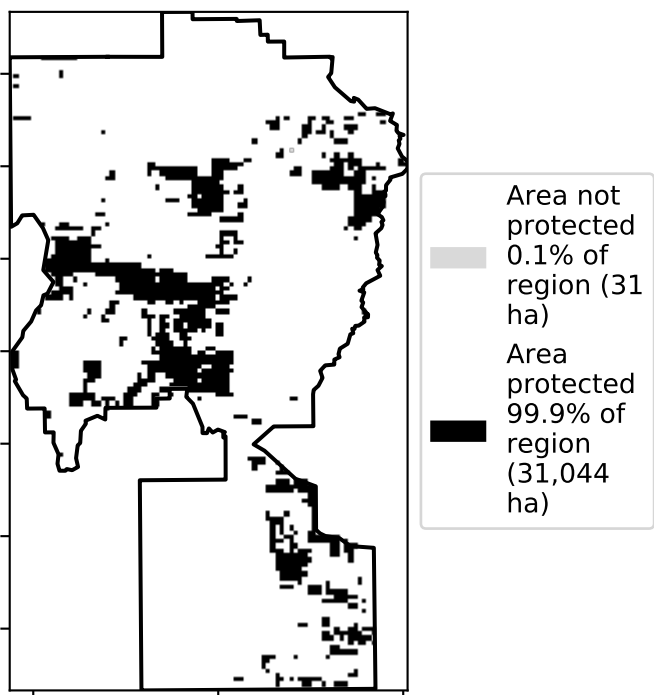 Area not
protected
0.1% of
region (31
ha)
Area
protected
99.9% of
region
(31,044
ha)